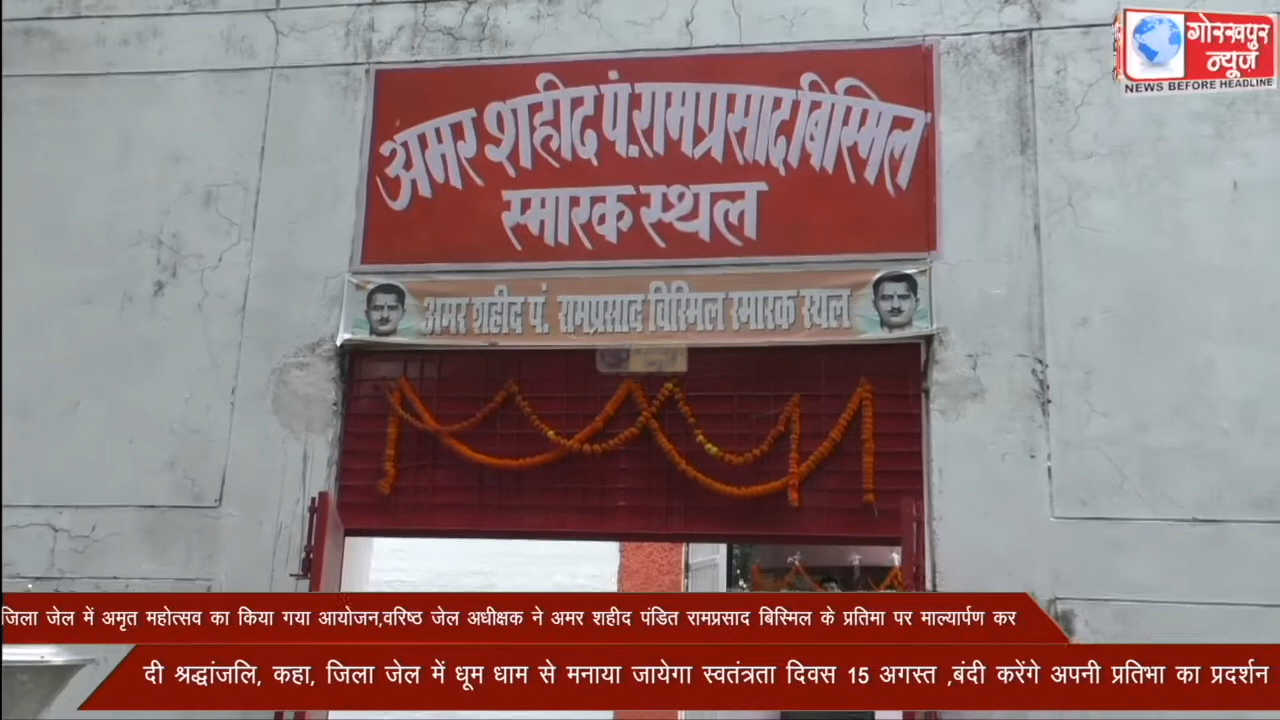 गोरखपुर
न्यूज
NEWS BEFORE HEADLINE
अमर शहीद पं. रामप्रसाद बिस्मिल
स्मारक स्थल
अमर शहीद पं. रामप्रसाद विस्मिल स्मारक स्थल
जिला जेल में अमृत महोत्सव का किया गया आयोजन,वरिष्ठ जेल अधीक्षक ने अमर शहीद पंडित रामप्रसाद बिस्मिल के प्रतिमा पर माल्यार्पण कर
दी श्रद्धांजलि, कहा, जिला जेल में धूम धाम से मनाया जायेगा स्वतंत्रता दिवस 15 अगस्त ,बंदी करेंगे अपनी प्रतिभा का प्रदर्शन